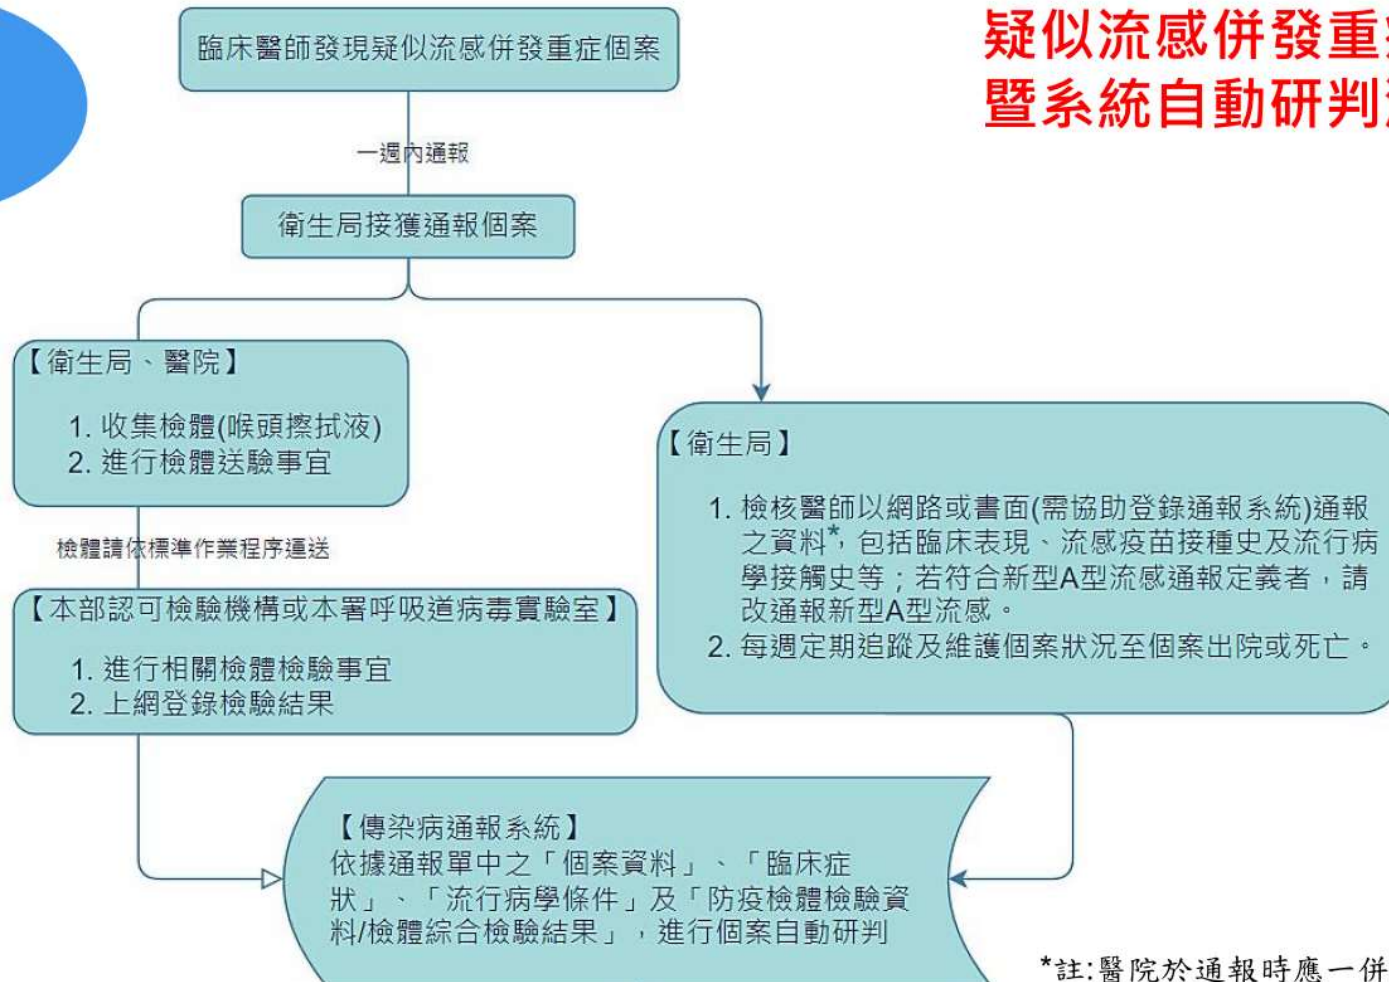 疑似流感併發重
暨系統自動研判
臨床醫師發現疑似流感併發重症個案
一週內通報
衛生局接獲通報個案
【衛生局、醫院】
1. 收集檢體(喉頭擦拭液)
2. 進行檢體送驗事宜
檢體請依標準作業程序運送
【本部認可檢驗機構或本署呼吸道病毒實驗室】
1. 進行相關檢體檢驗事宜
2. 上網登錄檢驗結果
【衛生局】
1. 檢核醫師以網路或書面(需協助登錄通報系統)通報
之資料*，包括臨床表現、流感疫苗接種史及流行病
學接觸史等；若符合新型A型流感通報定義者，請
改通報新型A型流感。
2. 每週定期追蹤及維護個案狀況至個案出院或死亡。
【傳染病通報系統】
依據通報單中之「個案資料」、「臨床症
狀」、「流行病學條件」及「防疫檢體檢驗資
料/檢體綜合檢驗結果」，進行個案自動研判
*註:醫院於通報時應一併